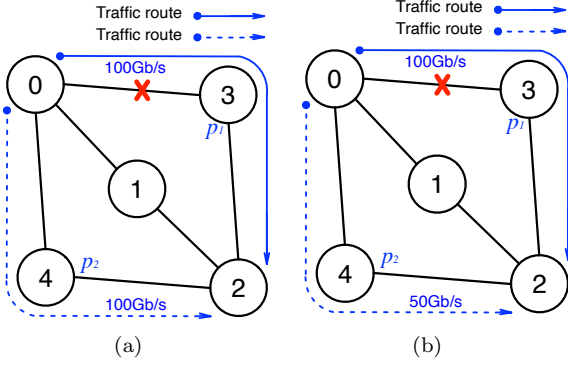 Traffic route
Traffic route
100Gb/s
0
3
p1
1
4
p2
2
100Gb/s
(a)
Traffic route
Traffic route
100Gb/s
0
3
p1
1
4
p2
2
50Gb/s
(b)